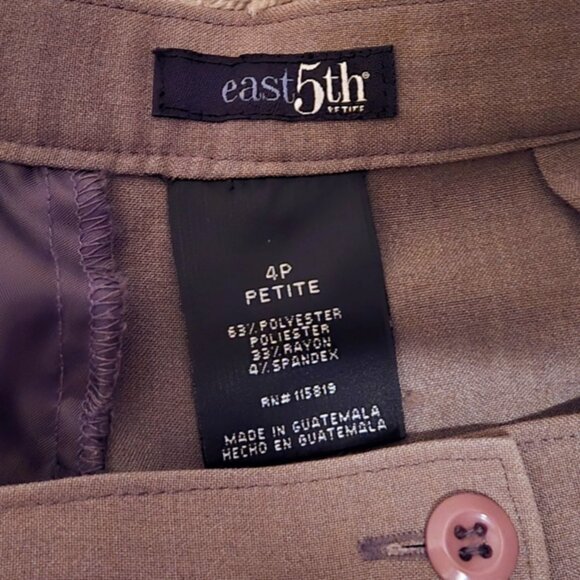 east5th®
PETITE
4P
PETITE
63% POLYESTER
POLIESTER
33% RAYON
4% SPANDEX
RN# 115819
MADE IN GUATEMALA
HECHO EN GUATEMALA